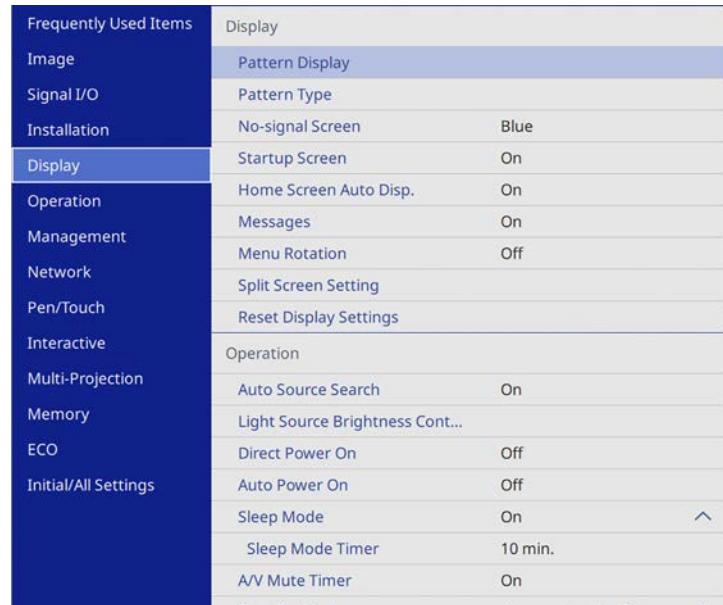 Frequently Used Items
Image
Signal I/O
Installation
Display
Operation
Management
Network
Pen/Touch
Interactive
Multi-Projection
Memory
ECO
Initial/All Settings
Display
Pattern Display
Pattern Type
No-signal Screen Blue
Startup Screen On
Home Screen Auto Disp. On
Messages On
Menu Rotation Off
Split Screen Setting
Reset Display Settings
Operation
Auto Source Search On
Light Source Brightness Cont...
Direct Power On Off
Auto Power On Off
Sleep Mode On
Sleep Mode Timer 10 min.
A/V Mute Timer On